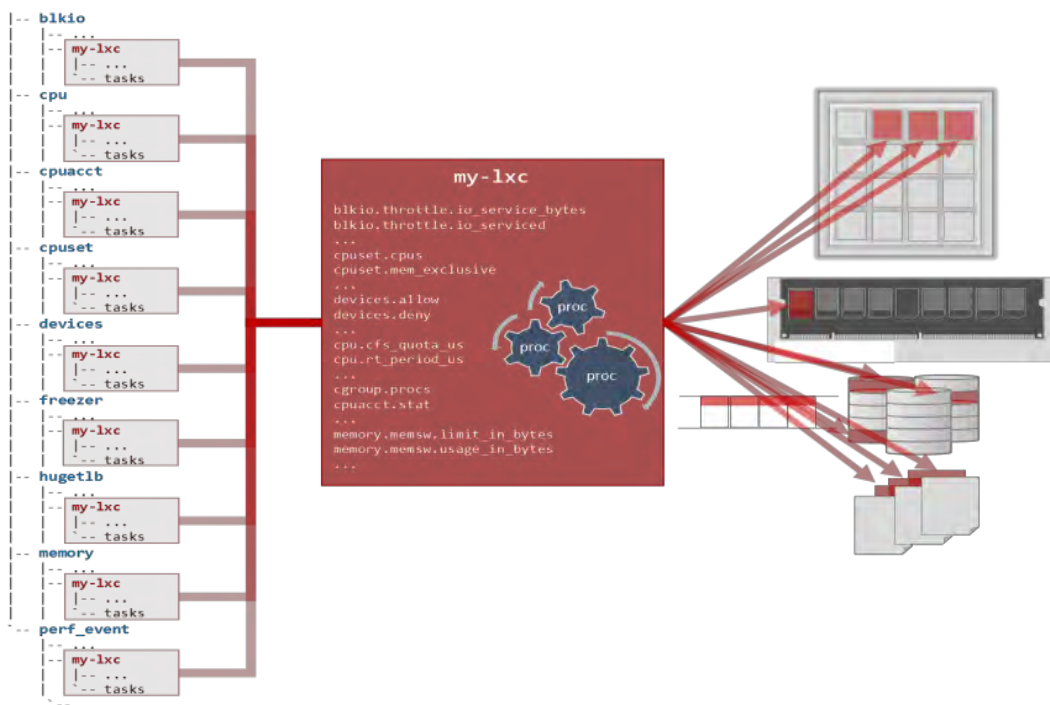 |-- blkio
|-- ...
my-lxc
|-- ...
`-- tasks
|-- cpu
|-- ...
my-lxc
|-- ...
`-- tasks
|-- cpuacct
|-- ...
my-lxc
|-- ...
`-- tasks
|-- cpuset
|-- ...
my-lxc
|-- ...
`-- tasks
|-- devices
|-- ...
my-lxc
|-- ...
`-- tasks
|-- freezer
|-- ...
my-lxc
|-- ...
`-- tasks
|-- hugetlb
|-- ...
my-lxc
|-- ...
`-- tasks
|-- memory
|-- ...
my-lxc
|-- ...
`-- tasks
`-- perf_event
|-- ...
my-lxc
|-- ...
`-- tasks
`--
my-lxc
blkio.throttle.io_service_bytes
blkio.throttle.io_serviced
...
cpuset.cpus
cpuset.mem_exclusive
...
devices.allow
devices.deny
...
cpu.cfs_quota_us
cpu.rt_period_us
...
cgroup.procs
cpuacct.stat
...
memory.memsw.limit_in_bytes
memory.memsw.usage_in_bytes
...
proc
proc
proc